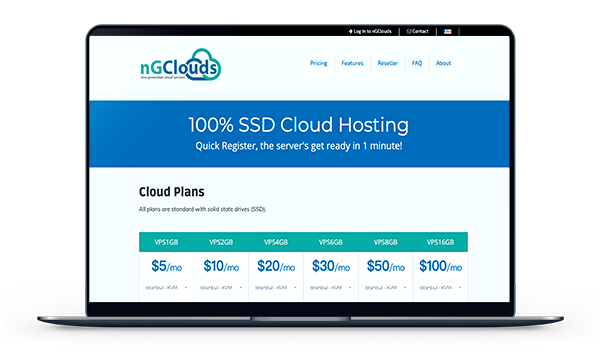 Log In to nGClouds Contact
nGClouds
new generation cloud services
Pricing Features Reseller FAQ About
100% SSD Cloud Hosting
Quick Register, the server's get ready in 1 minute!
Cloud Plans
All plans are standard with solid state drives (SSD).
VPS1GB VPS2GB VPS4GB VPS6GB VPS8GB VPS16GB
$5/mo $10/mo $20/mo $30/mo $50/mo $100/mo
Istanbul - KVM Istanbul - KVM Istanbul - KVM Istanbul - KVM Istanbul - KVM Istanbul - KVM